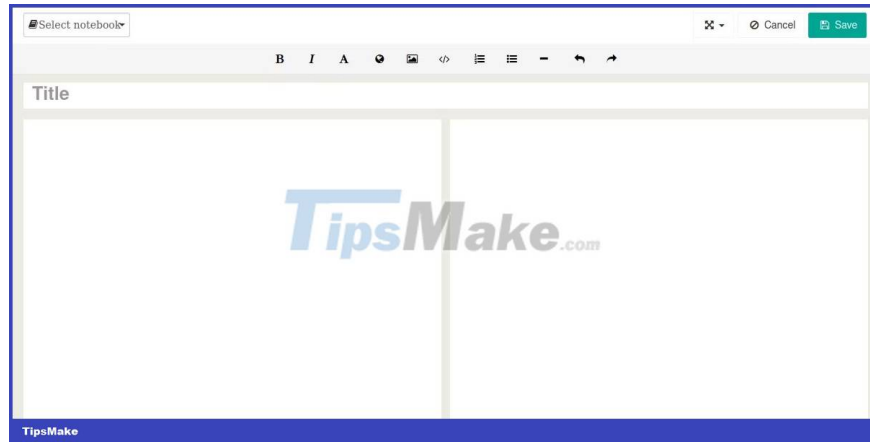 Select notebook
Cancel
Save
B I A </>
Title
TipsMake.com
TipsMake